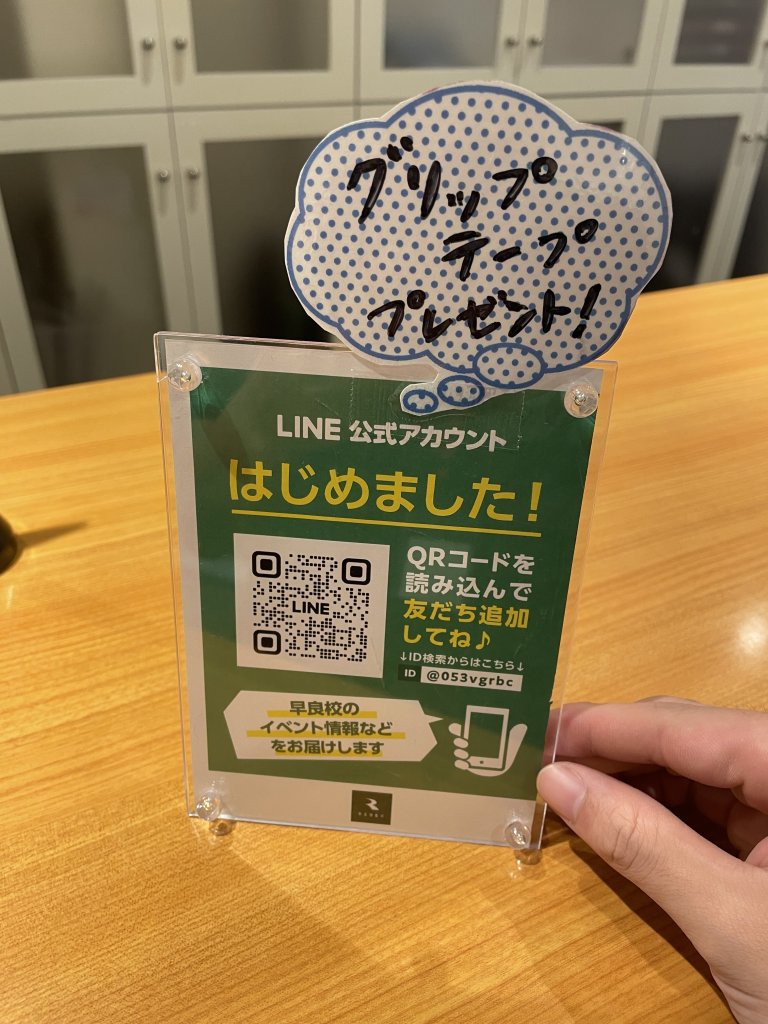 グリップ
テープ
プレゼント!
LINE 公式アカウント
はじめました!
LINE
QRコードを
読み込んで
友だち追加
してね♪
↓ID検索からはこちら↓
ID @053vgrbc
早良校の
イベント情報など
をお届けします